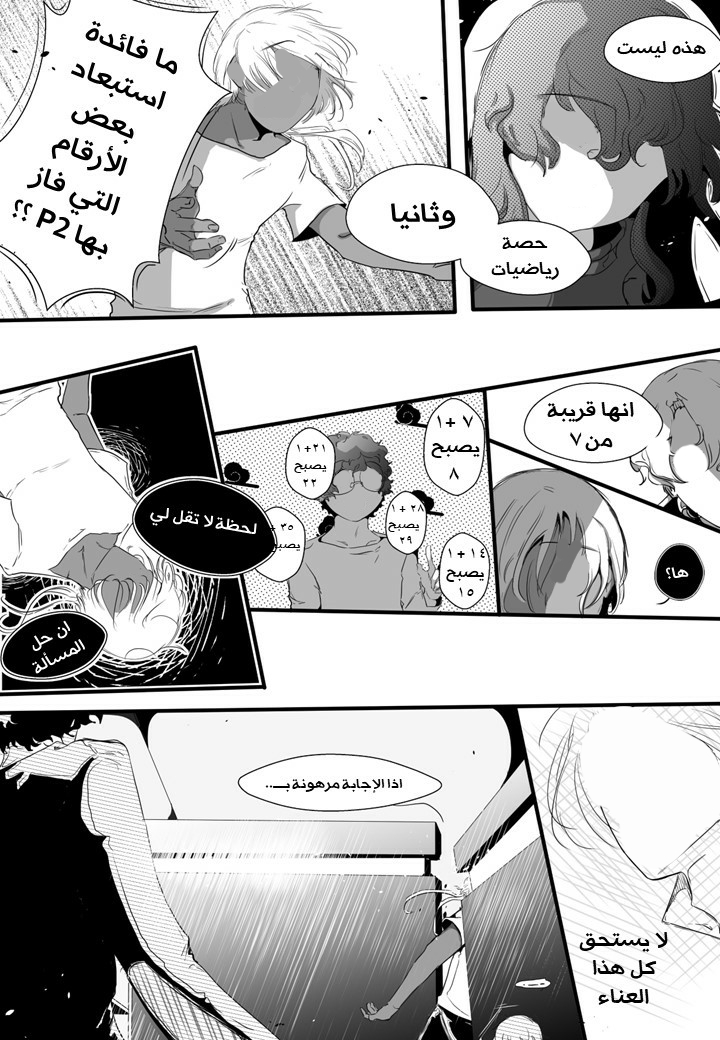 هذه ليست
حصة
رياضيات
وثانيا
ما فائدة
استبعاد
بعض
الأرقام
التي فاز
بها P2 ؟؟
انها قريبة
من ٧
ها؟
٧ + ١
يصبح
٨
١٤ + ١
يصبح
١٥
٢١ + ١
يصبح
٢٢
٢٨ + ١
يصبح
٢٩
٣٥ +
يصبح
لحظة لا تقل لي
ان حل
المسألة
لا يستحق
كل هذا
العناء
اذا الإجابة مرهونة بـ..